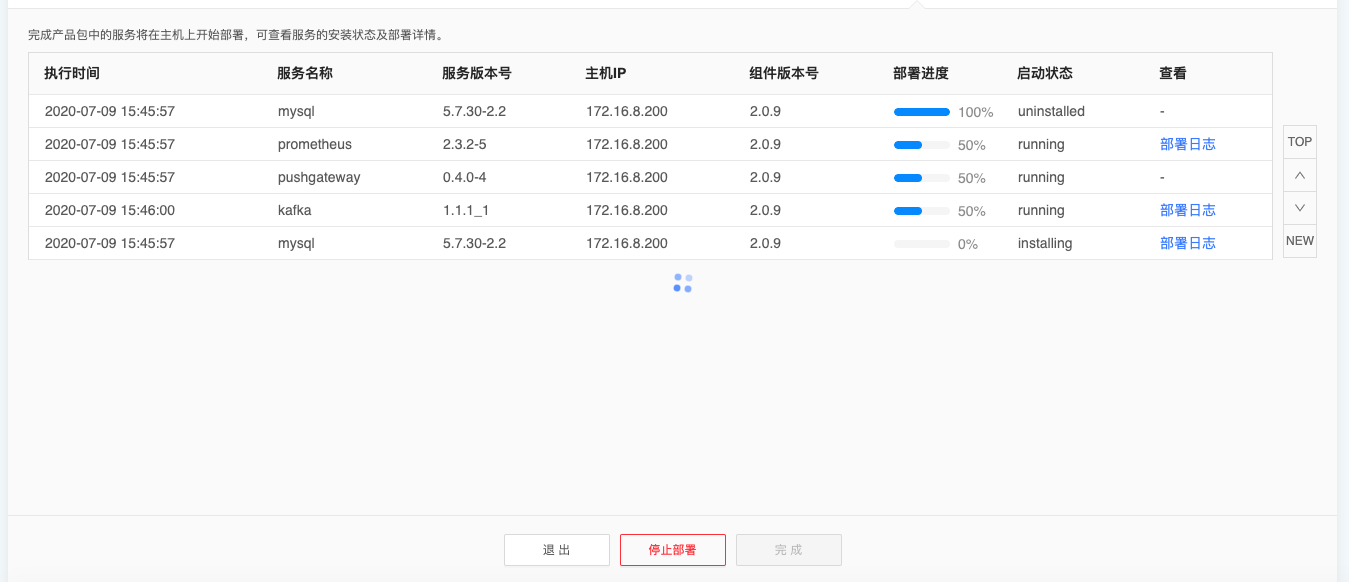 完成产品包中的服务将在主机上开始部署，可查看服务的安装状态及部署详情。
执行时间 服务名称 服务版本号 主机IP 组件版本号 部署进度 启动状态 查看
2020-07-09 15:45:57 mysql 5.7.30-2.2 172.16.8.200 2.0.9 100% uninstalled -
2020-07-09 15:45:57 prometheus 2.3.2-5 172.16.8.200 2.0.9 50% running 部署日志
2020-07-09 15:45:57 pushgateway 0.4.0-4 172.16.8.200 2.0.9 50% running -
2020-07-09 15:46:00 kafka 1.1.1_1 172.16.8.200 2.0.9 50% running 部署日志
2020-07-09 15:45:57 mysql 5.7.30-2.2 172.16.8.200 2.0.9 0% installing 部署日志
TOP
NEW
退出 停止部署 完成